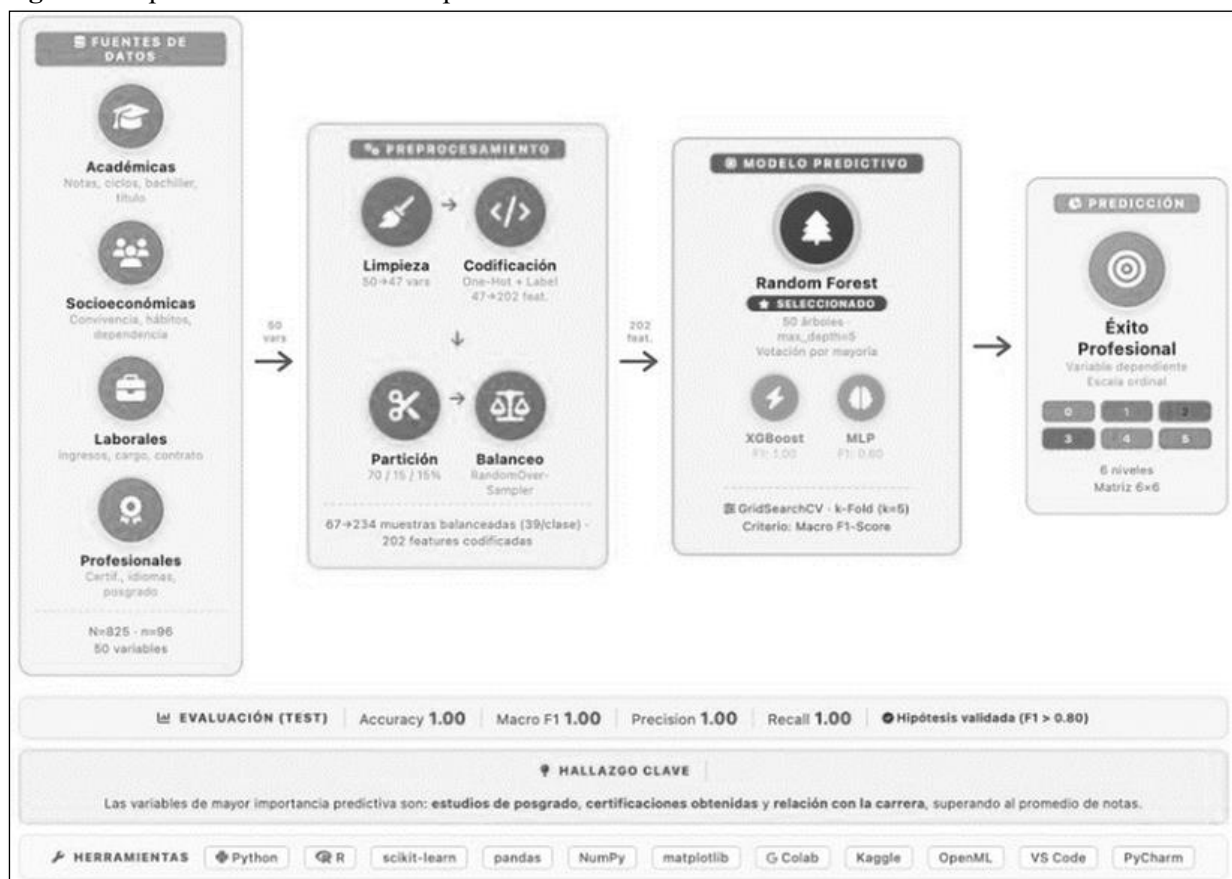 FUENTES DE
DATOS
Académicas
Notas, ciclos, bachiller,
título
Socioeconómicas
Convivencia, hábitos,
dependencia
Laborales
Ingresos, cargo, contrato
Profesionales
Certif., idiomas,
posgrado
N=825 · n=96
50 variables
50
vars
PREPROCESAMIENTO
Limpieza
50→47 vars
Codificación
One-Hot + Label
47→202 feat.
Partición
70 / 15 / 15%
Balanceo
RandomOver-
Sampler
67→234 muestras balanceadas (39/clase) ·
202 features codificadas
202
feat.
MODELO PREDICTIVO
Random Forest
SELECCIONADO
50 árboles ·
max_depth=5
Votación por mayoría
XGBoost
F1: 1.00
MLP
GridSearchCV · k-Fold (k=5)
Criterio: Macro F1-Score
PREDICCIÓN
Éxito
Profesional
Variable dependiente
Escala ordinal
0 1 2
3 4 5
6 niveles
Matriz 6×6
EVALUACIÓN (TEST) Accuracy 1.00 Macro F1 1.00 Precision 1.00 Recall 1.00 Hipótesis validada (F1 > 0.80)
HALLAZGO CLAVE
Las variables de mayor importancia predictiva son: estudios de posgrado, certificaciones obtenidas y relación con la carrera, superando al promedio de notas.
HERRAMIENTAS Python R scikit-learn pandas NumPy matplotlib Colab Kaggle OpenML VS Code PyCharm